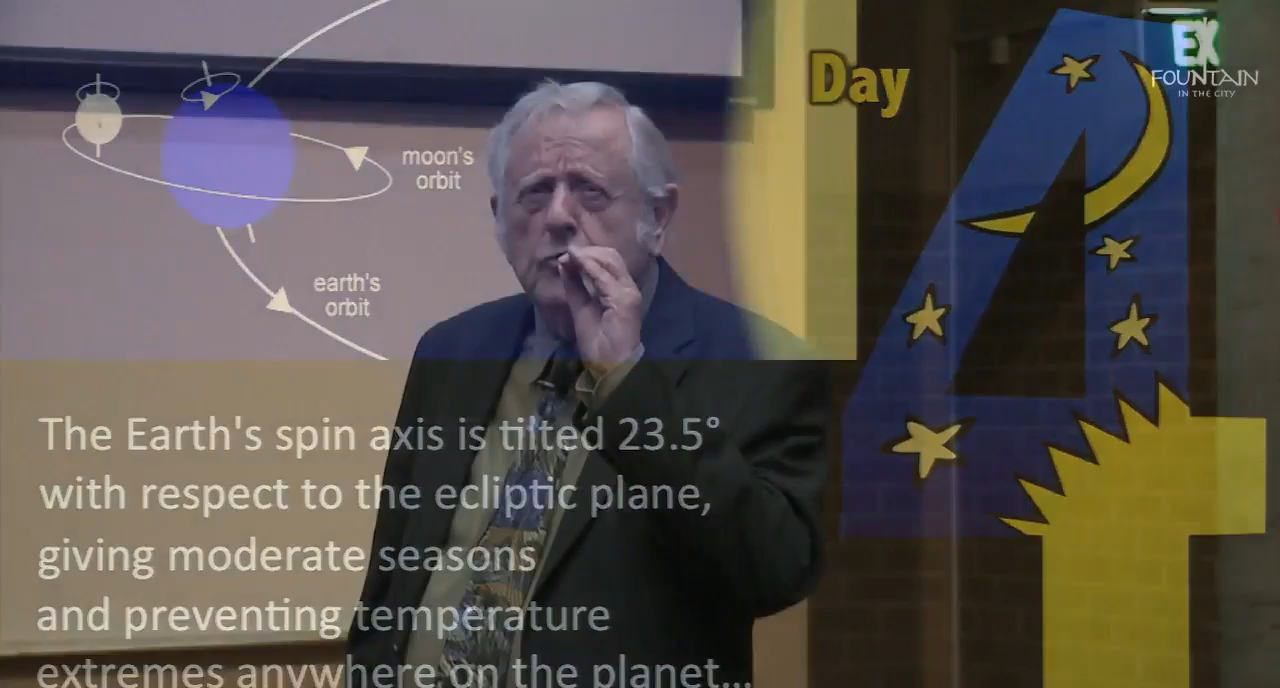 EX
FOUNTAIN
IN THE CITY
Day
4
moon's
orbit
earth's
orbit
The Earth's spin axis is tilted 23.5°
with respect to the ecliptic plane,
giving moderate seasons
and preventing temperature
extremes anywhere on the planet...